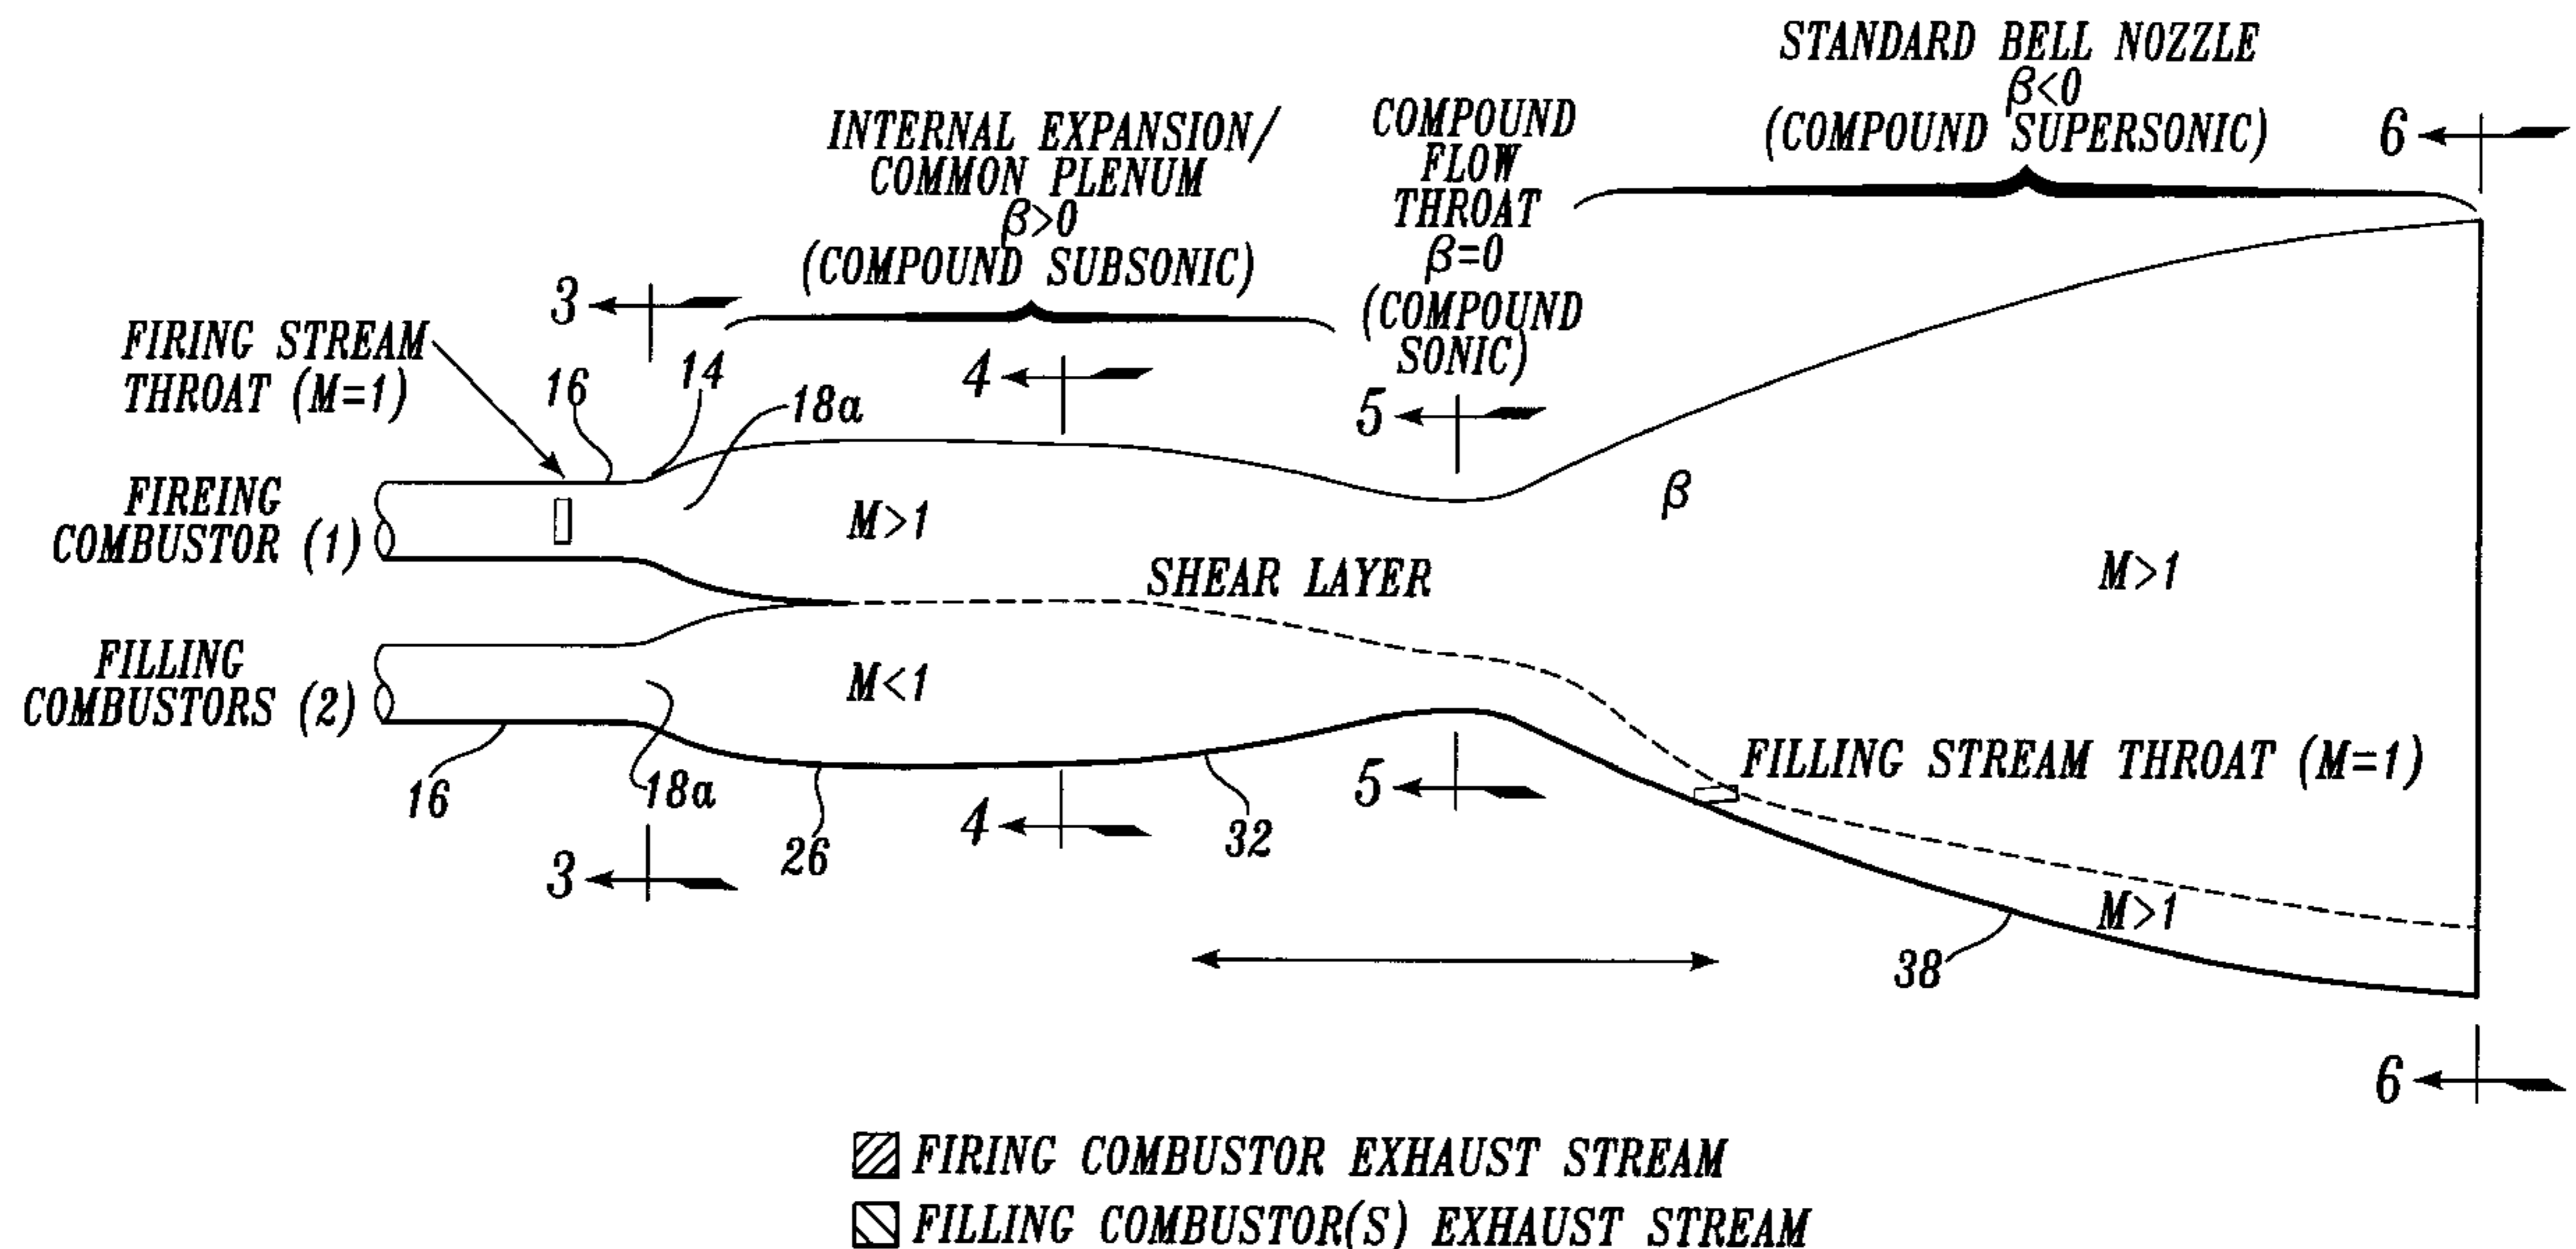 STANDARD BELL NOZZLE
β<0
(COMPOUND SUPERSONIC)
6
COMPOUND
FLOW
THROAT
β=0
(COMPOUND
SONIC)
INTERNAL EXPANSION/
COMMON PLENUM
β>0
(COMPOUND SUBSONIC)
3
FIRING STREAM
THROAT (M=1)
16
14
18a
4
5
FIREING
COMBUSTOR (1)
M>1
β
M>1
SHEAR LAYER
FILLING
COMBUSTORS (2)
M<1
FILLING STREAM THROAT (M=1)
16
18a
3
26
4
32
5
M>1
38
6
FIRING COMBUSTOR EXHAUST STREAM
FILLING COMBUSTOR(S) EXHAUST STREAM